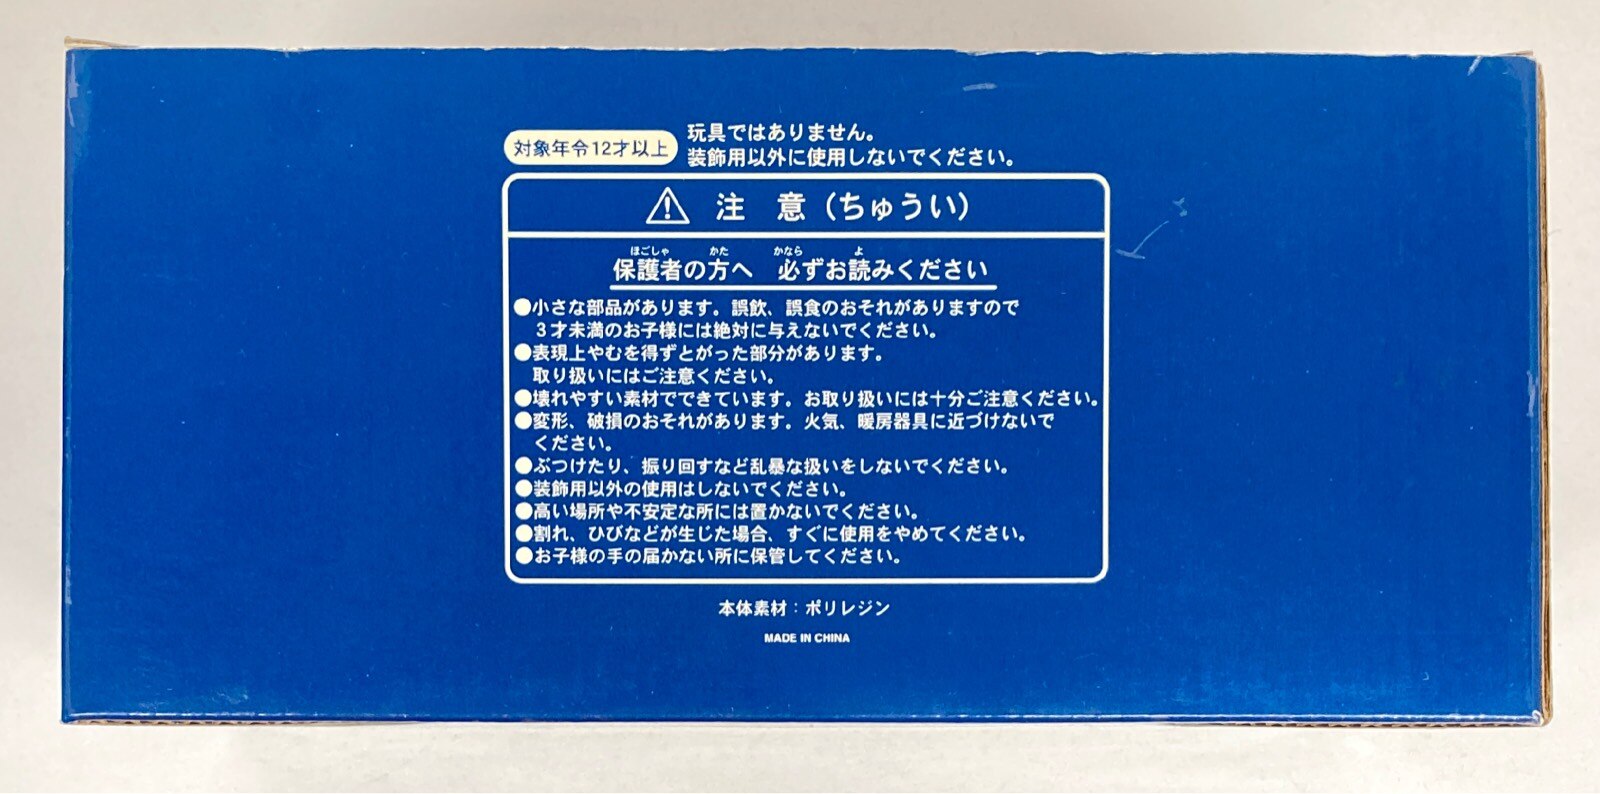 対象年令12才以上
玩具ではありません。
装飾用以外に使用しないでください。
⚠ 注 意（ちゅうい）
ほごしゃ かた かなら よ
保護者の方へ 必ずお読みください
●小さな部品があります。誤飲、誤食のおそれがありますので
３才未満のお子様には絶対に与えないでください。
●表現上やむを得ずとがった部分があります。
取り扱いにはご注意ください。
●壊れやすい素材でできています。お取り扱いには十分ご注意ください。
●変形、破損のおそれがあります。火気、暖房器具に近づけないで
ください。
●ぶつけたり、振り回すなど乱暴な扱いをしないでください。
●装飾用以外の使用はしないでください。
●高い場所や不安定な所には置かないでください。
●割れ、ひびなどが生じた場合、すぐに使用をやめてください。
●お子様の手の届かない所に保管してください。
本体素材：ポリレジン
MADE IN CHINA